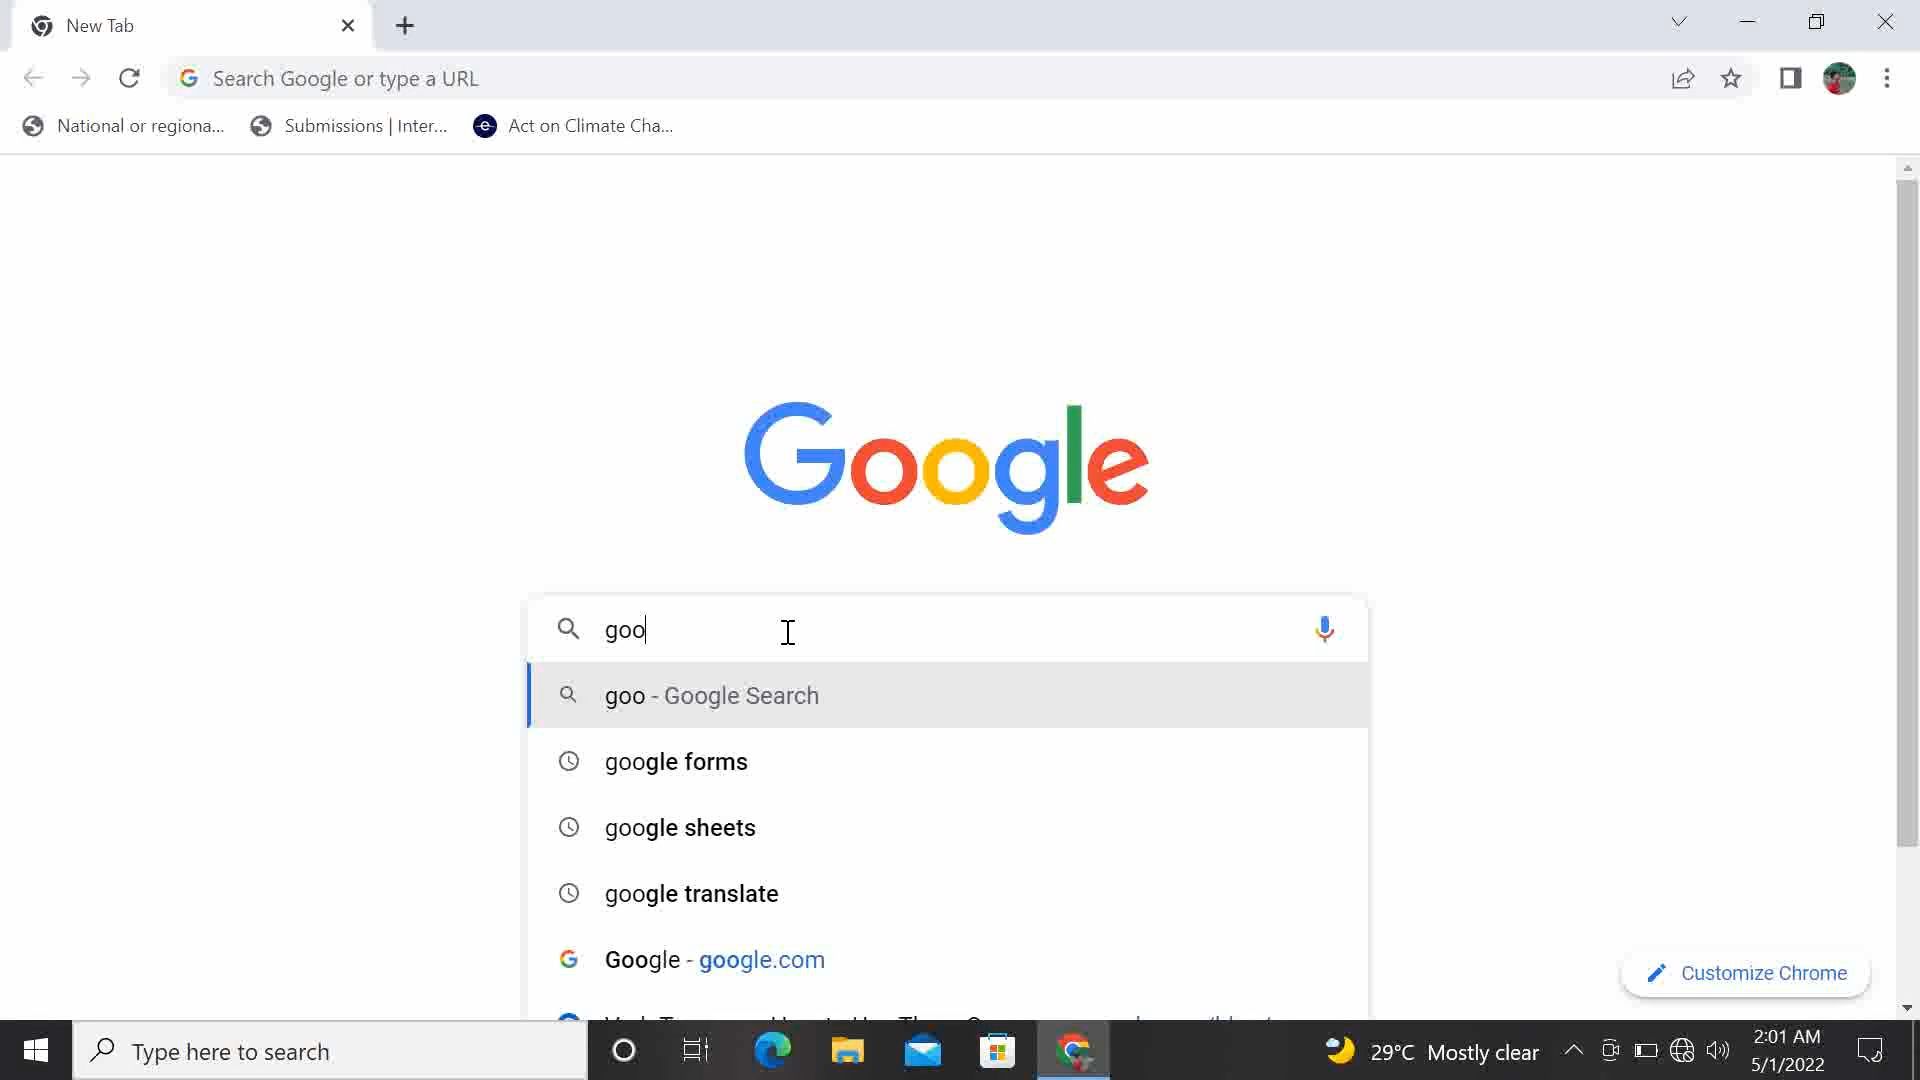 New Tab
Search Google or type a URL
National or regiona... Submissions | Inter... Act on Climate Cha...
Google
goo
goo - Google Search
google forms
google sheets
google translate
Google - google.com
Customize Chrome
Type here to search
29°C Mostly clear
2:01 AM
5/1/2022